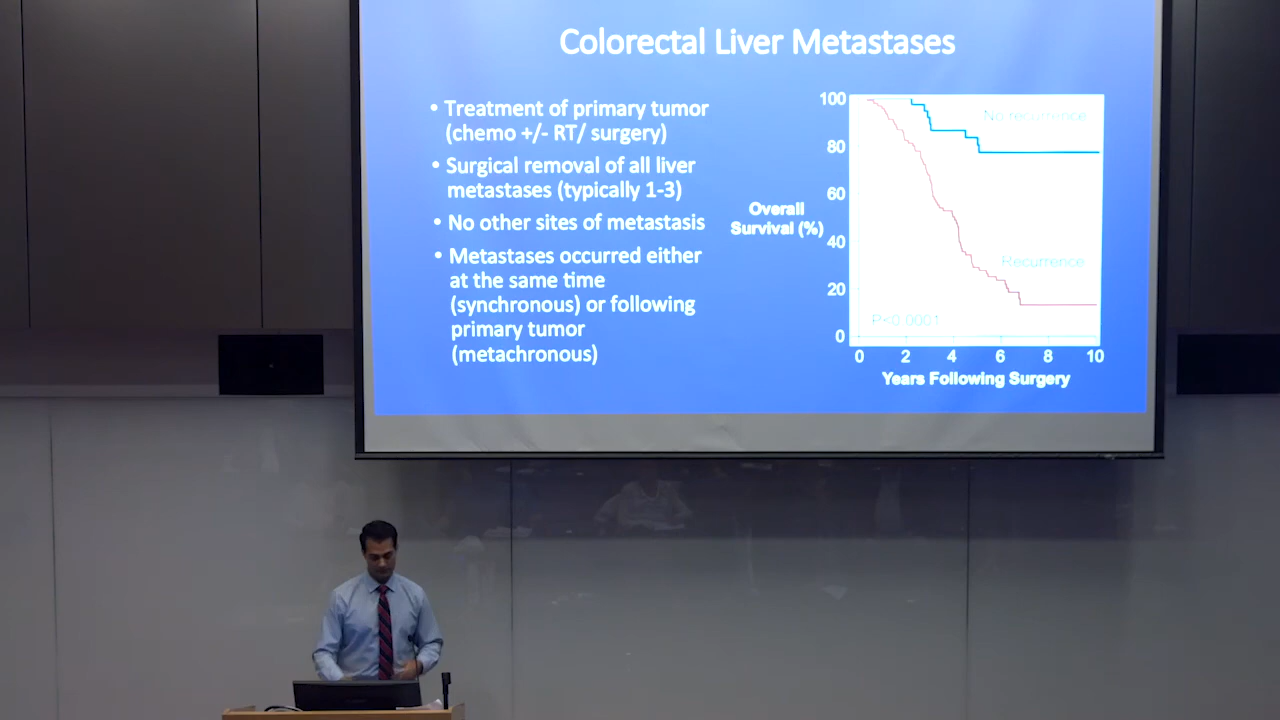 Colorectal Liver Metastases
• Treatment of primary tumor
(chemo +/- RT/ surgery)
• Surgical removal of all liver
metastases (typically 1-3)
• No other sites of metastasis
• Metastases occurred either
at the same time
(synchronous) or following
primary tumor
(metachronous)
Overall
Survival (%)
100
80
60
40
20
0
No recurrence
Recurrence
P<0.0001
0 2 4 6 8 10
Years Following Surgery